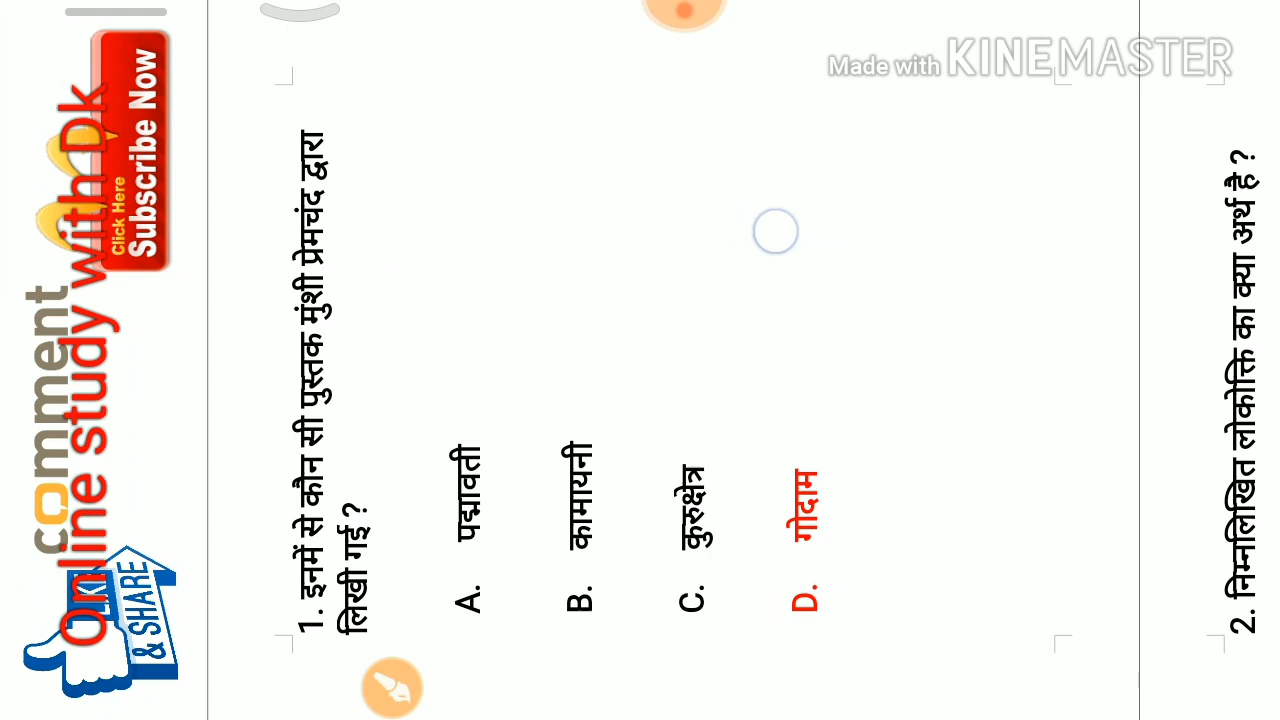 comment
LIKE
& SHARE
Online study with Dk
Click Here
Subscribe Now
Made with KINEMASTER
1. इनमें से कौन सी पुस्तक मुंशी प्रेमचंद द्वारा
लिखी गई ?
A. पद्मावती
B. कामायनी
C. कुरुक्षेत्र
D. गोदाम
2. निम्नलिखित लोकोक्ति का क्या अर्थ है ?